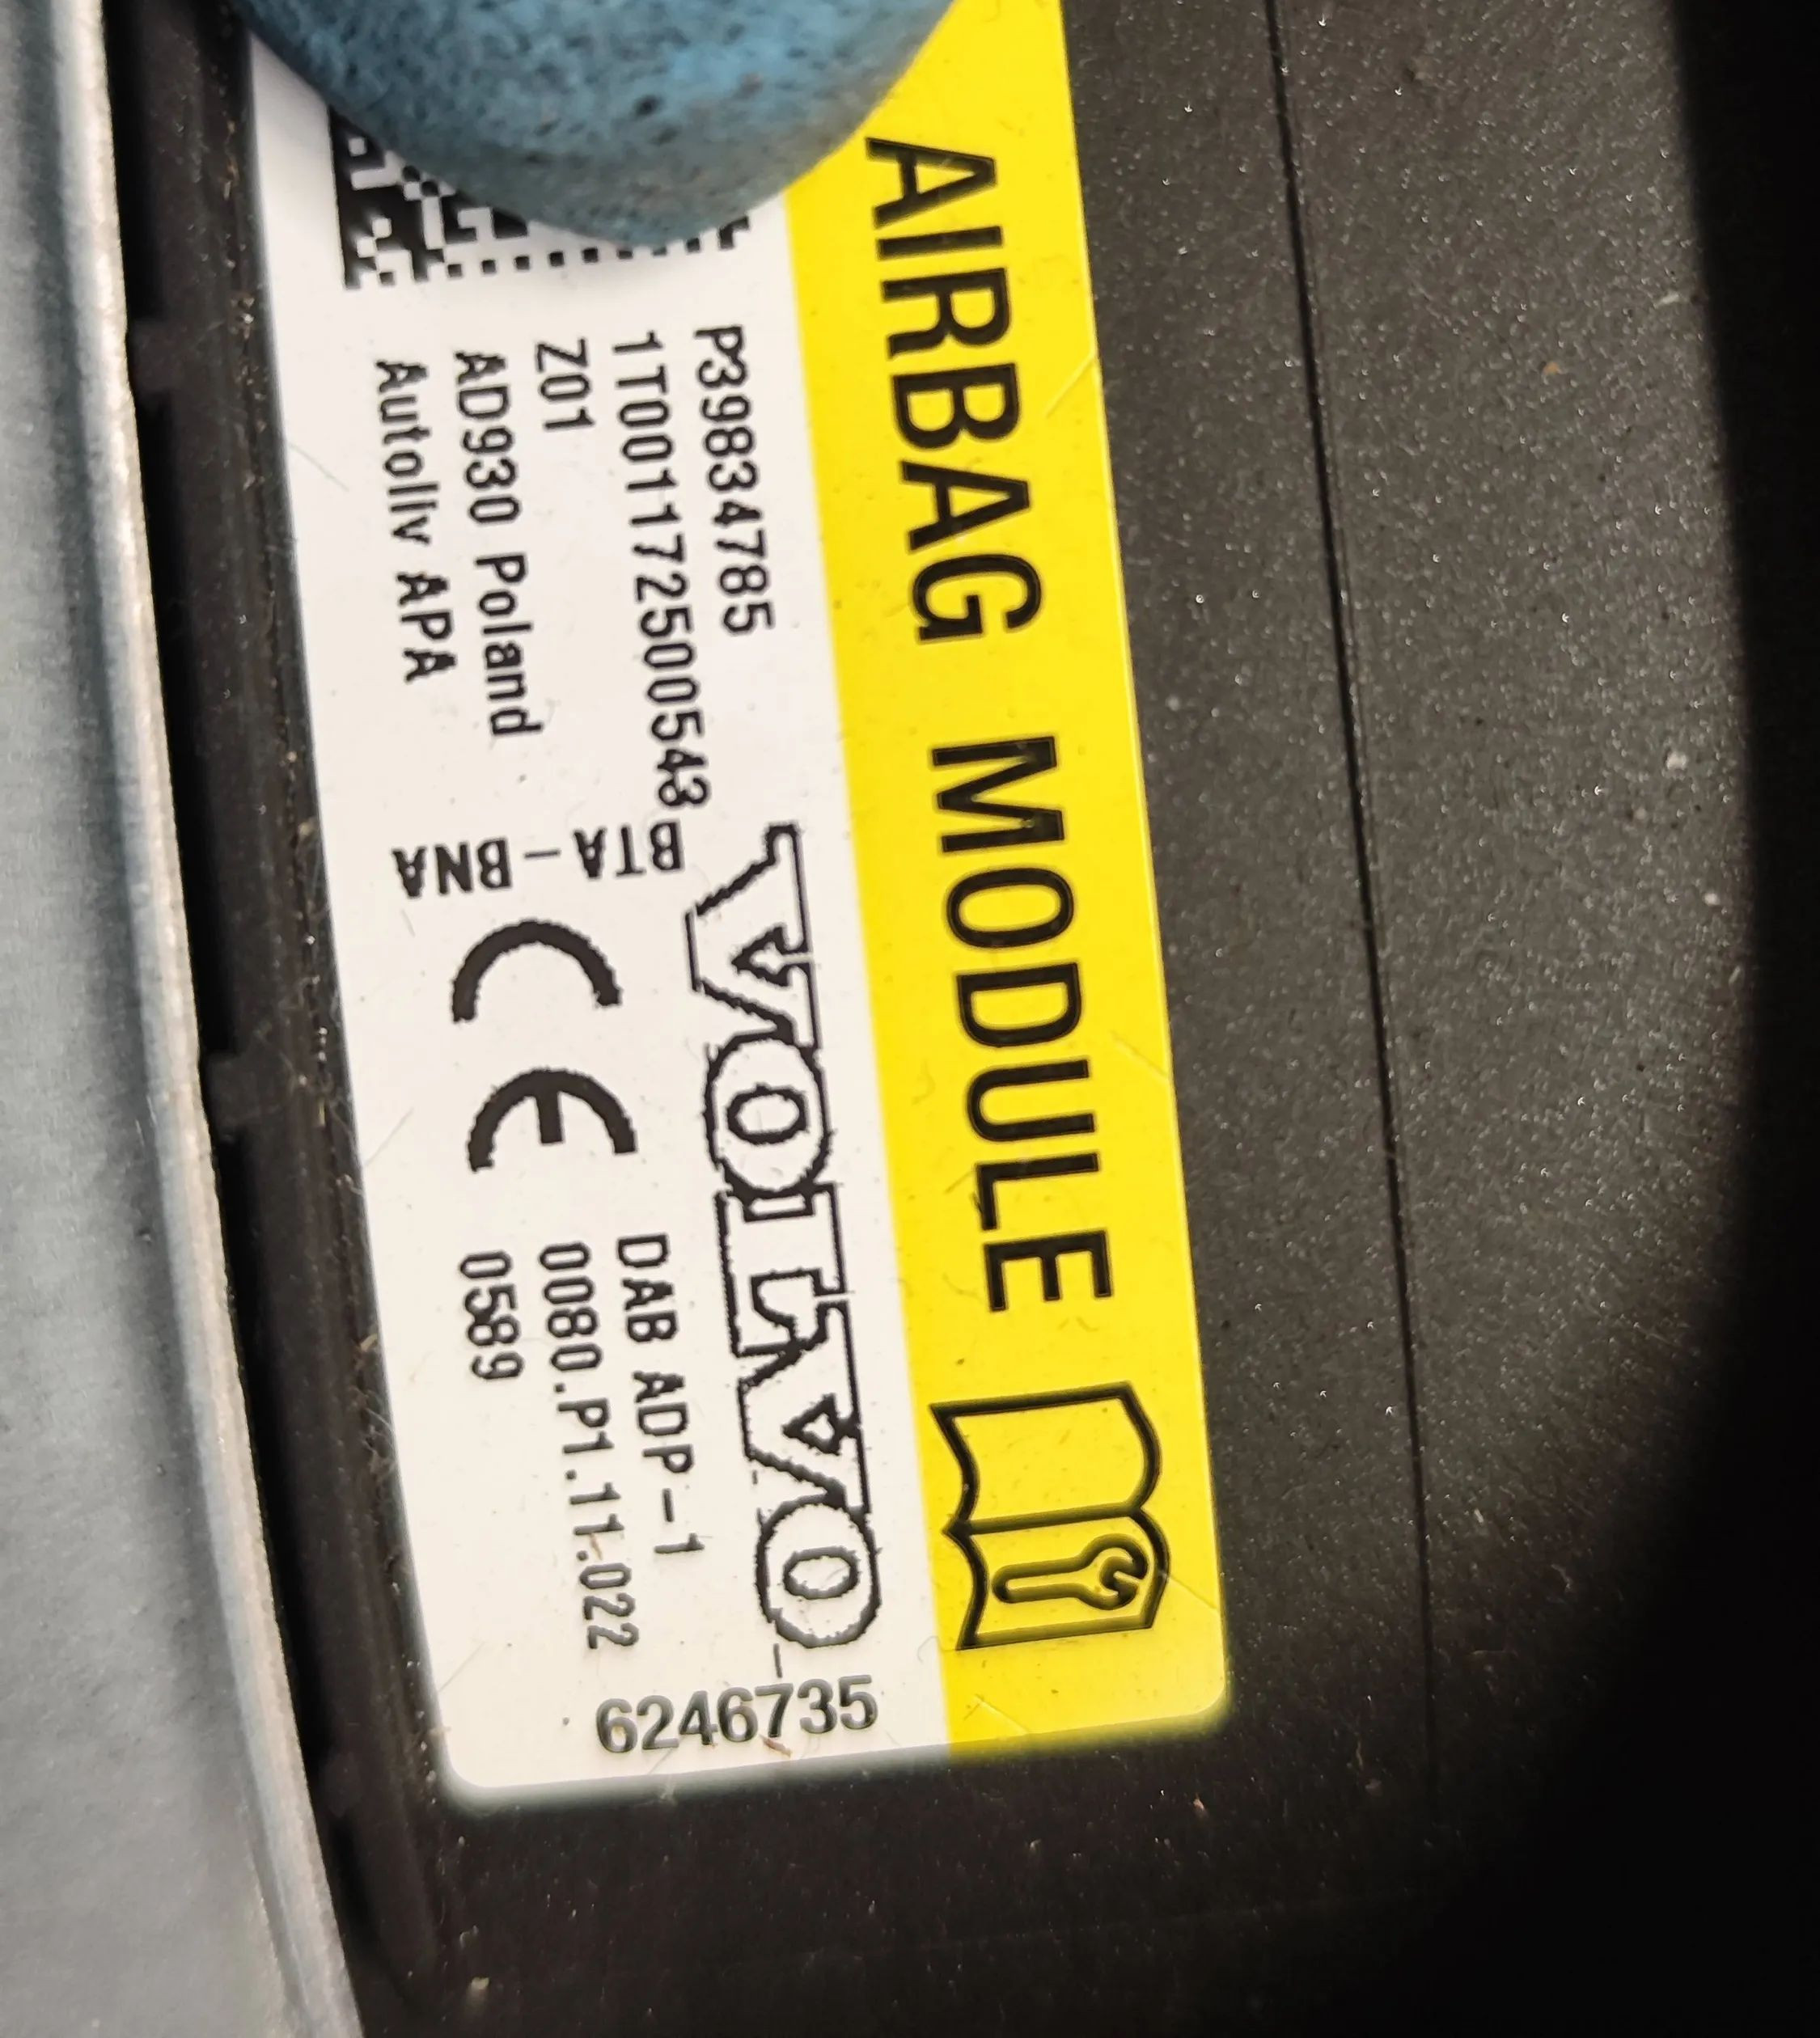 AIRBAG MODULE
P39834785
1T001172500543
Z01
AD930 Poland
Autoliv APA
BTA - BNA
VOLVO
CE
DAB ADP-1
0080.P1.11.022
0589
6246735